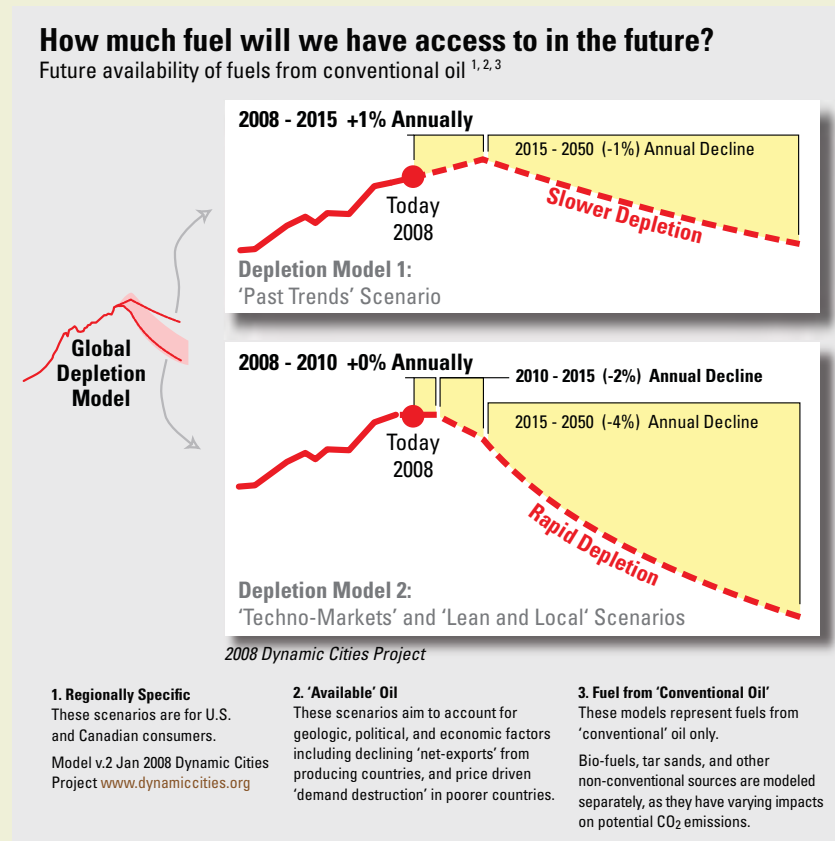 How much fuel will we have access to in the future?
Future availability of fuels from conventional oil 1, 2, 3
2008 - 2015 +1% Annually
2015 - 2050 (-1%) Annual Decline
Today
2008
Slower Depletion
Depletion Model 1:
‘Past Trends’ Scenario
Global
Depletion
Model
2008 - 2010 +0% Annually
2010 - 2015 (-2%) Annual Decline
2015 - 2050 (-4%) Annual Decline
Today
2008
Rapid Depletion
Depletion Model 2:
‘Techno-Markets’ and ‘Lean and Local‘ Scenarios
2008 Dynamic Cities Project
1. Regionally Specific
These scenarios are for U.S.
and Canadian consumers.
Model v.2 Jan 2008 Dynamic Cities
Project www.dynamiccities.org
2. ‘Available’ Oil
These scenarios aim to account for
geologic, political, and economic factors
including declining ‘net-exports’ from
producing countries, and price driven
‘demand destruction’ in poorer countries.
3. Fuel from ‘Conventional Oil’
These models represent fuels from
‘conventional’ oil only.
Bio-fuels, tar sands, and other
non-conventional sources are modeled
separately, as they have varying impacts
on potential CO2 emissions.